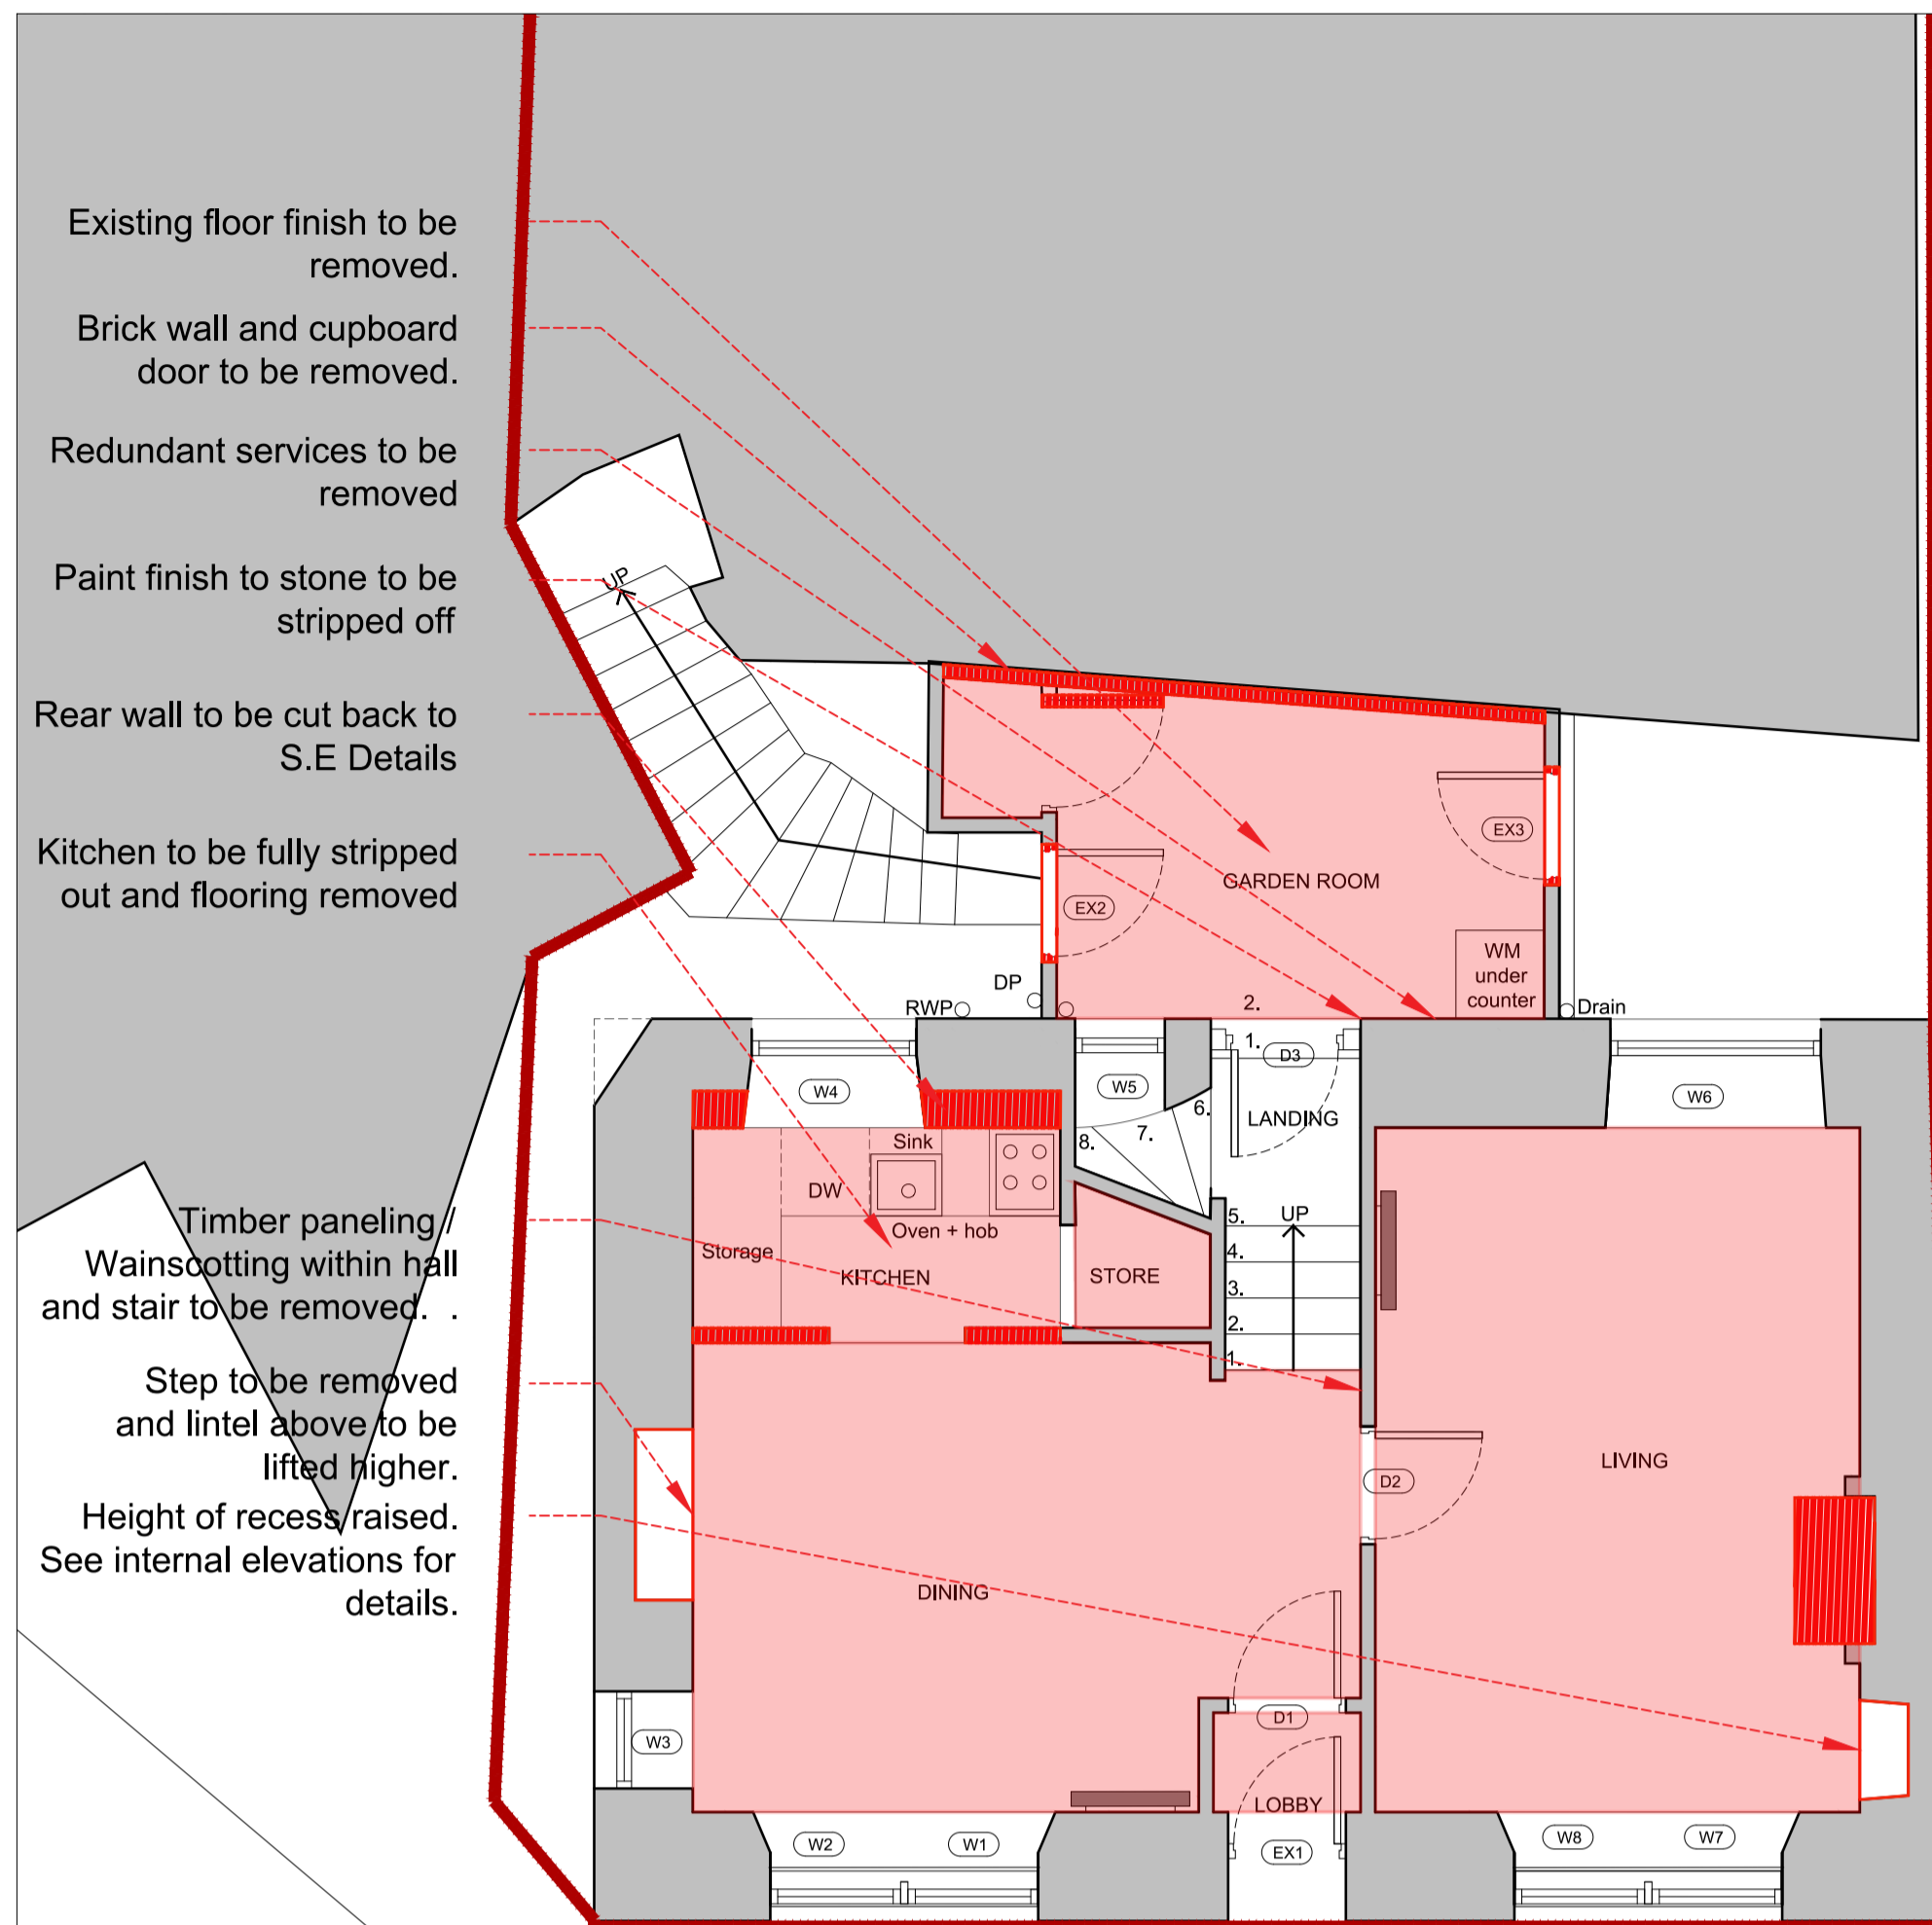 Existing floor finish to be
removed.
Brick wall and cupboard
door to be removed.
Redundant services to be
removed
Paint finish to stone to be
stripped off
Rear wall to be cut back to
S.E Details
Kitchen to be fully stripped
out and flooring removed
Timber paneling /
Wainscotting within hall
and stair to be removed. .
Step to be removed
and lintel above to be
lifted higher.
Height of recess raised.
See internal elevations for
details.
UP
EX3
GARDEN ROOM
EX2
WM
under
counter
DP
RWP
Drain
2.
1.
D3
W4
W5
W6
LANDING
6.
7.
8.
Sink
DW
Oven + hob
Storage
KITCHEN
STORE
UP
5.
4.
3.
2.
1.
D2
LIVING
DINING
D1
W3
LOBBY
EX1
W2
W1
W8
W7